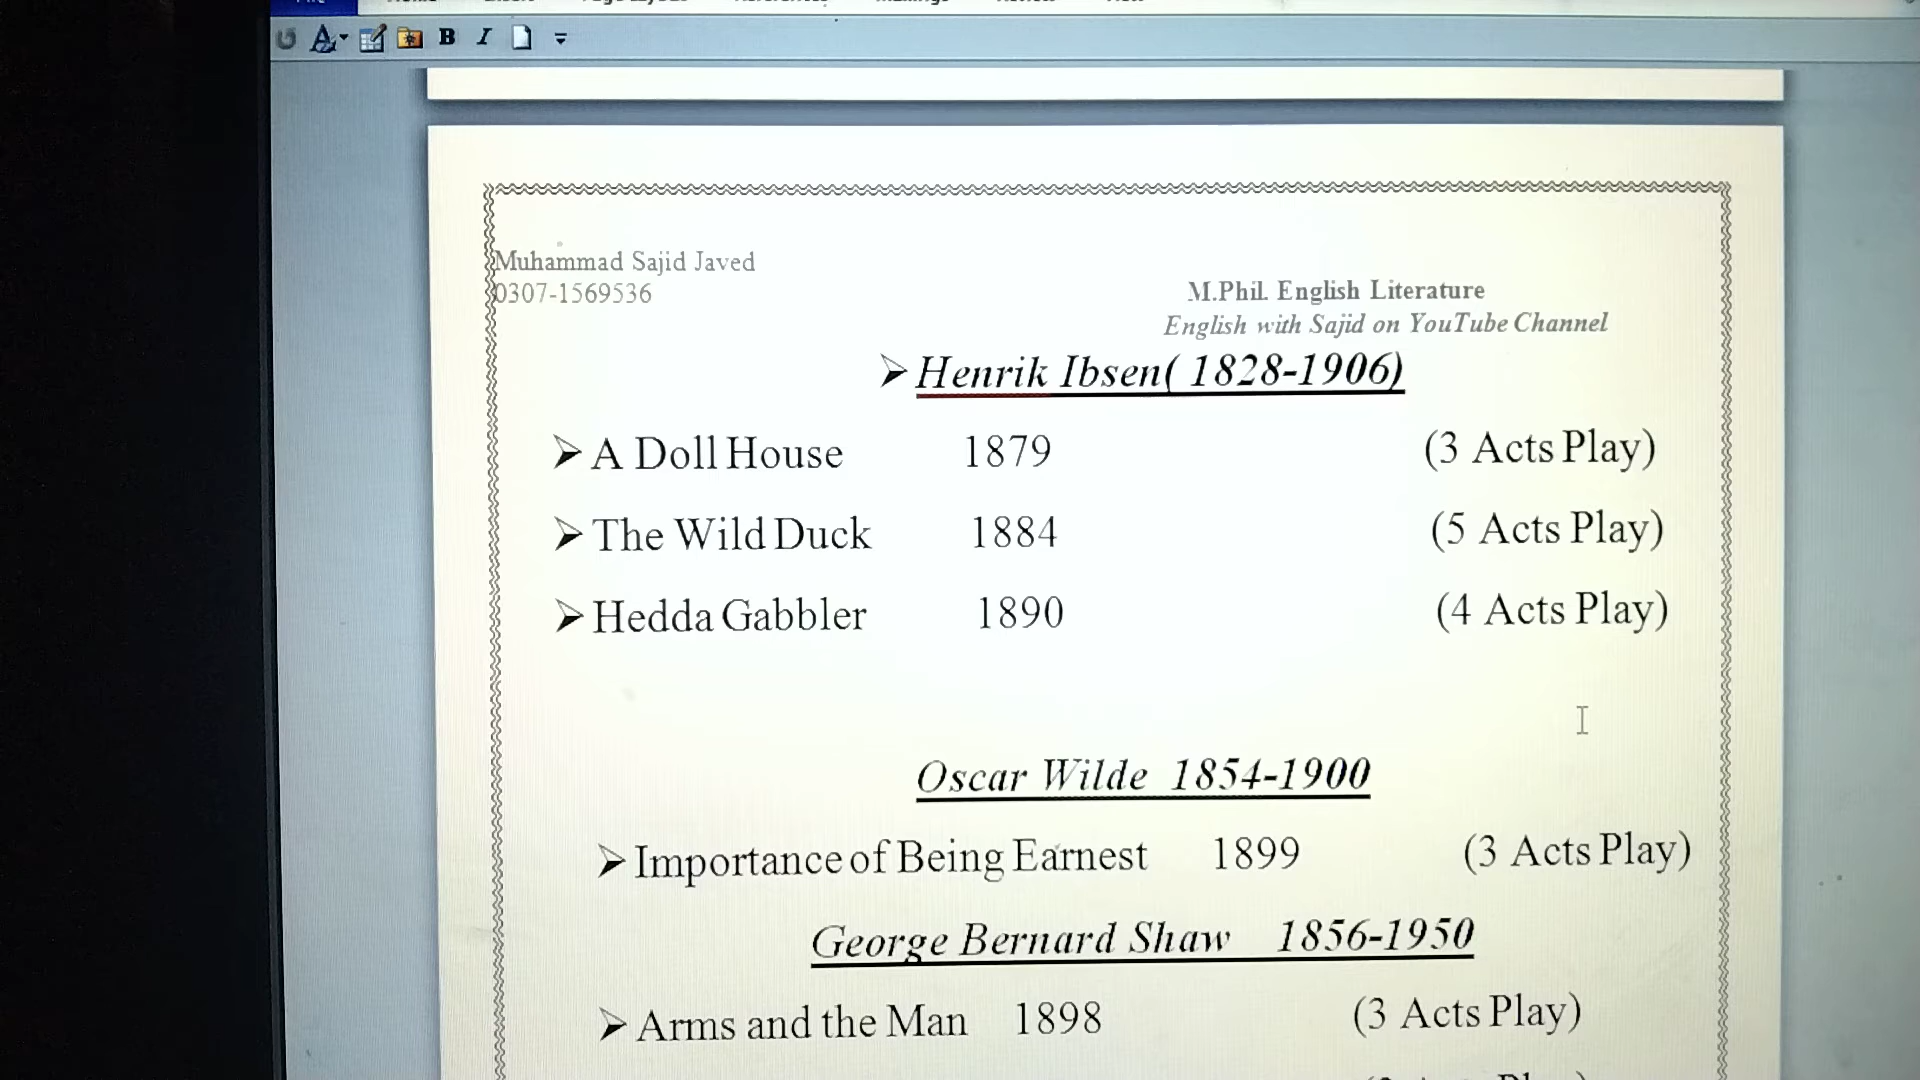 B I
Muhammad Sajid Javed
0307-1569536
M.Phil. English Literature
English with Sajid on YouTube Channel
➢ Henrik Ibsen( 1828-1906)
➢ A Doll House 1879 (3 Acts Play)
➢ The Wild Duck 1884 (5 Acts Play)
➢ Hedda Gabbler 1890 (4 Acts Play)
Oscar Wilde 1854-1900
➢ Importance of Being Earnest 1899 (3 Acts Play)
George Bernard Shaw 1856-1950
➢ Arms and the Man 1898 (3 Acts Play)